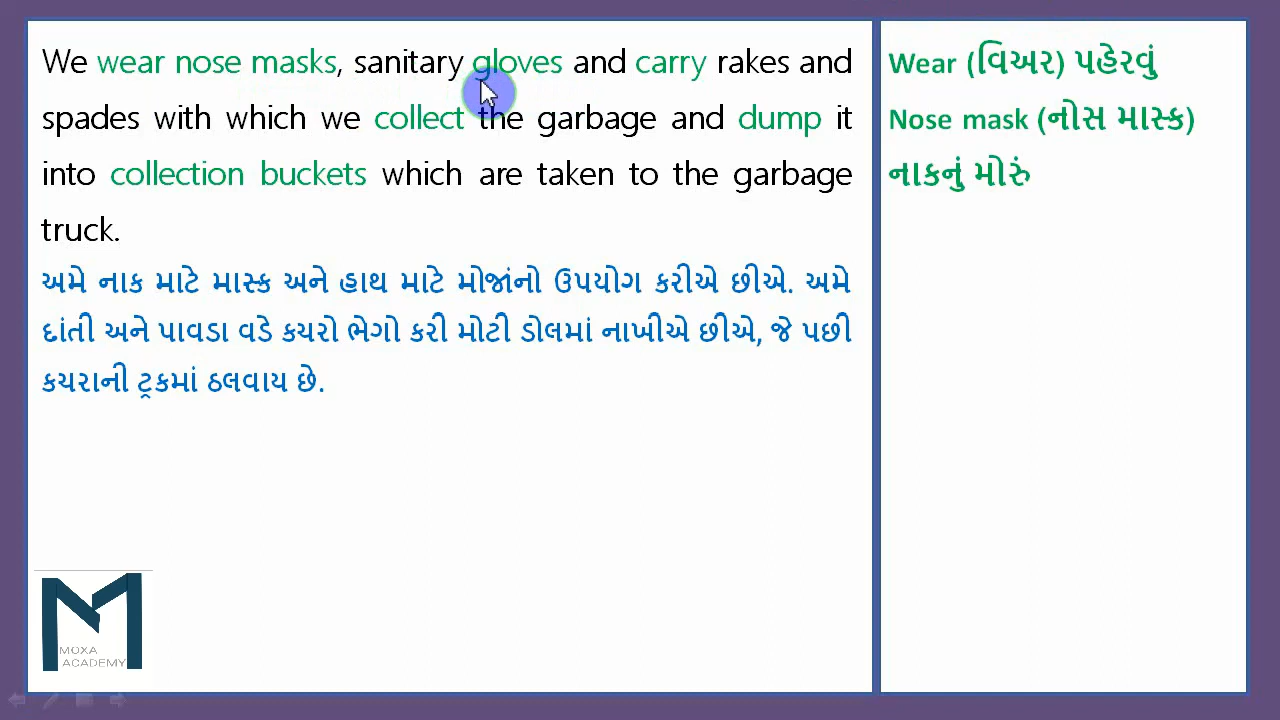 We wear nose masks, sanitary gloves and carry rakes and
spades with which we collect the garbage and dump it
into collection buckets which are taken to the garbage
truck.
અમે નાક માટે માસ્ક અને હાથ માટે મોજાંનો ઉપયોગ કરીએ છીએ. અમે
દાંતી અને પાવડા વડે કચરો ભેગો કરી મોટી ડોલમાં નાખીએ છીએ, જે પછી
કચરાની ટ્રકમાં ઠલવાય છે.
Wear (વિઅર) પહેરવું
Nose mask (નોસ માસ્ક)
નાકનું મોરું
MOXA
ACADEMY